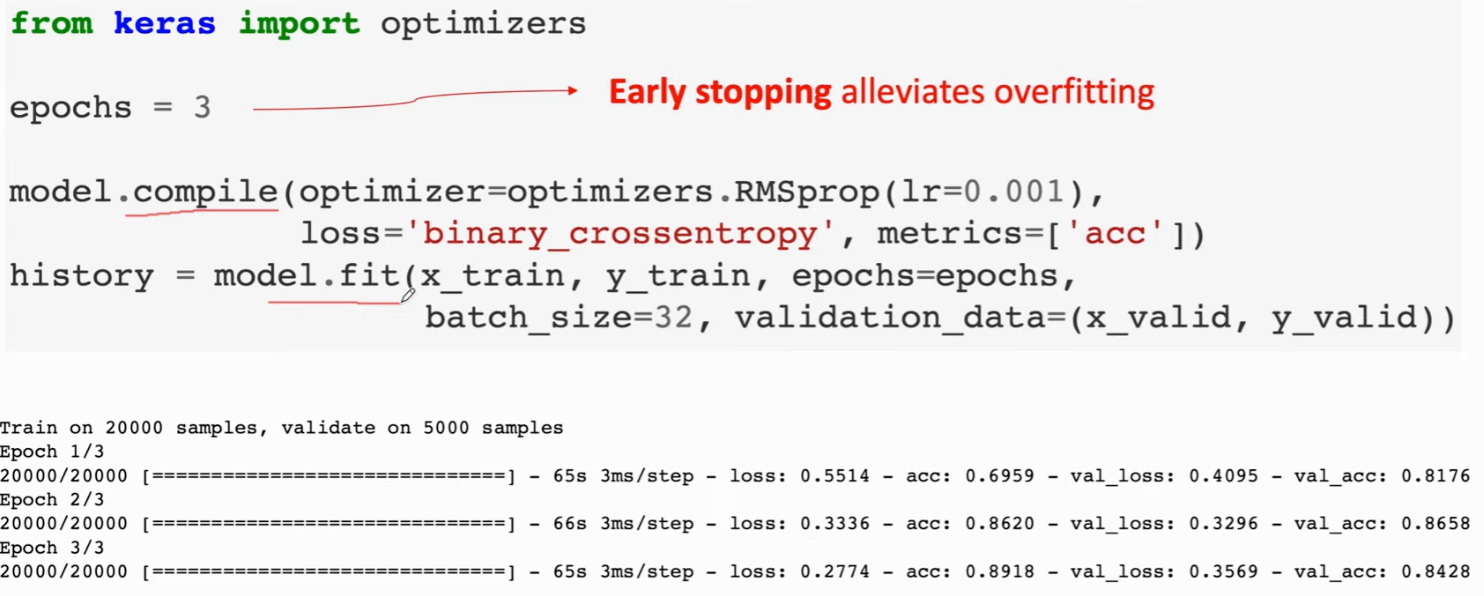 from keras import optimizers
epochs = 3
Early stopping alleviates overfitting
model.compile(optimizer=optimizers.RMSprop(lr=0.001),
loss='binary_crossentropy', metrics=['acc'])
history = model.fit(x_train, y_train, epochs=epochs,
batch_size=32, validation_data=(x_valid, y_valid))
Train on 20000 samples, validate on 5000 samples
Epoch 1/3
20000/20000 [==============================] - 65s 3ms/step - loss: 0.5514 - acc: 0.6959 - val_loss: 0.4095 - val_acc: 0.8176
Epoch 2/3
20000/20000 [==============================] - 66s 3ms/step - loss: 0.3336 - acc: 0.8620 - val_loss: 0.3296 - val_acc: 0.8658
Epoch 3/3
20000/20000 [==============================] - 65s 3ms/step - loss: 0.2774 - acc: 0.8918 - val_loss: 0.3569 - val_acc: 0.8428